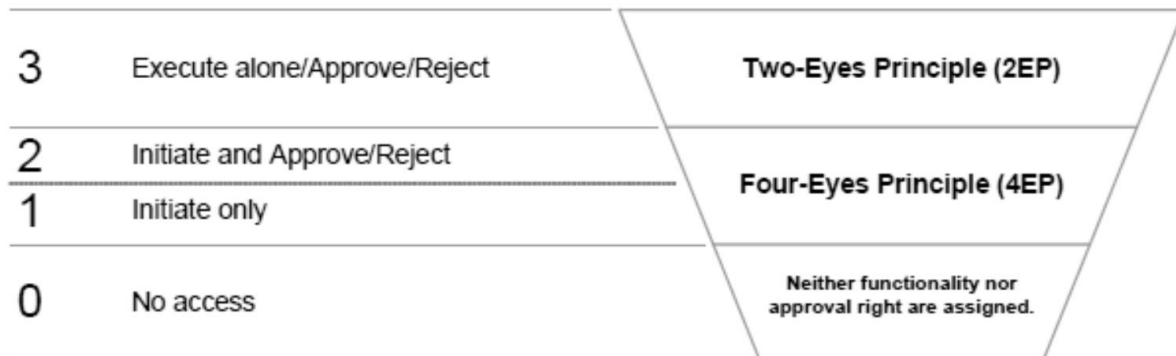 3 Execute alone/Approve/Reject Two-Eyes Principle (2EP)
2 Initiate and Approve/Reject
Four-Eyes Principle (4EP)
1 Initiate only
0 No access
Neither functionality nor
approval right are assigned.